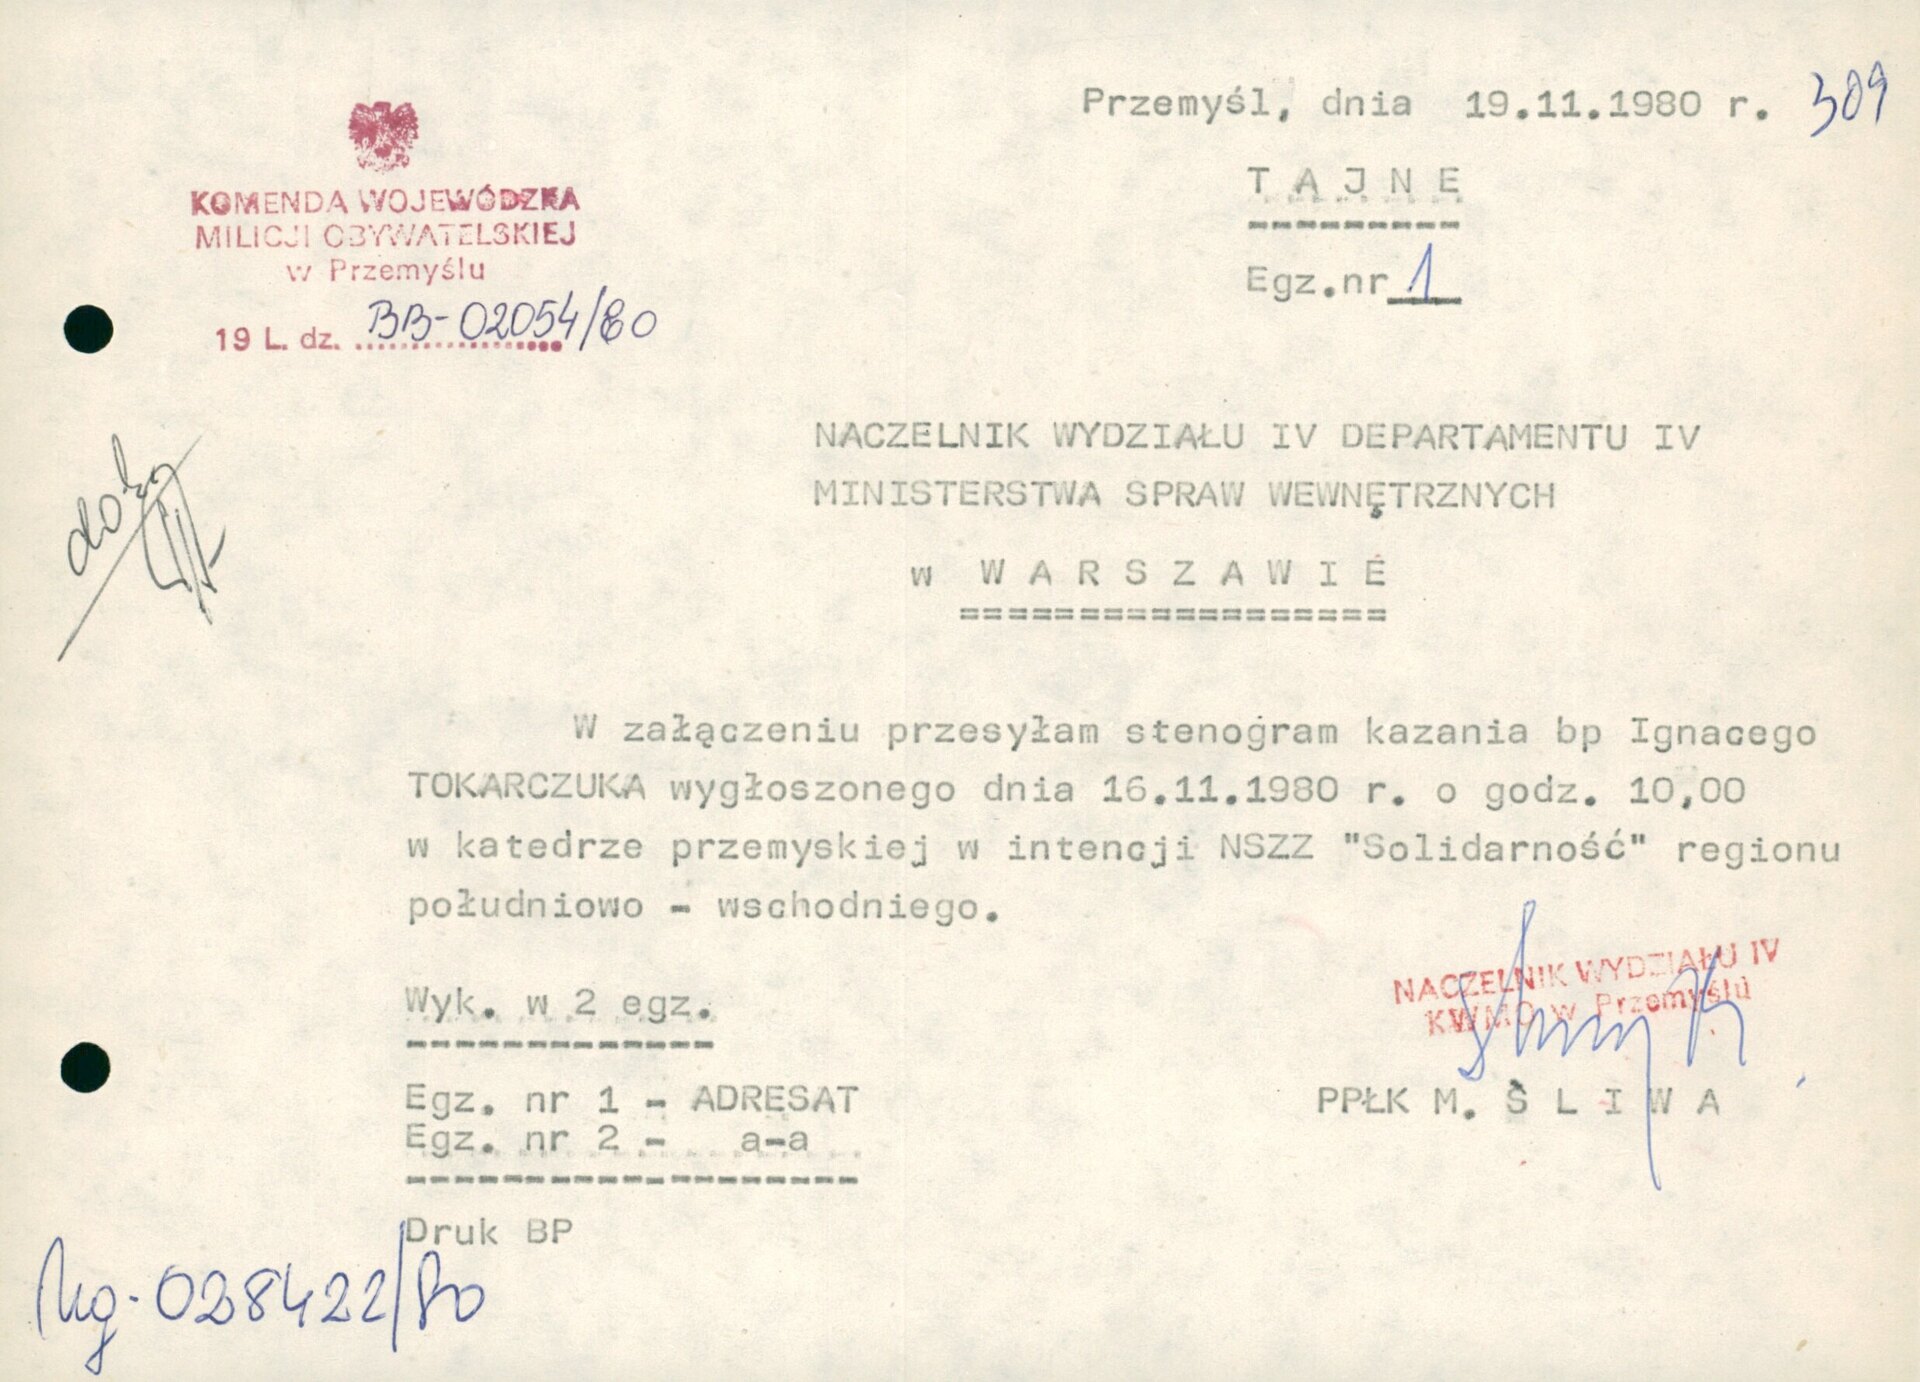 Przemyśl, dnia 19.11.1980 r. 309
KOMENDA WOJEWÓDZKA
MILICJI OBYWATELSKIEJ
w Przemyślu
19 L. dz. BB-02054/80
T A J N E
Egz.nr 1
NACZELNIK WYDZIAŁU IV DEPARTAMENTU IV
MINISTERSTWA SPRAW WEWNĘTRZNYCH
w W A R S Z A W I E
W załączeniu przesyłam stenogram kazania bp Ignacego
TOKARCZUKA wygłoszonego dnia 16.11.1980 r. o godz. 10,00
w katedrze przemyskiej w intencji NSZZ "Solidarność" regionu
południowo - wschodniego.
NACZELNIK WYDZIAŁU IV
KWMO w Przemyślu
PPŁK M. Ś L I W A
Wyk. w 2 egz.
Egz. nr 1 - ADRESAT
Egz. nr 2 - a-a
Druk BP
028422/80